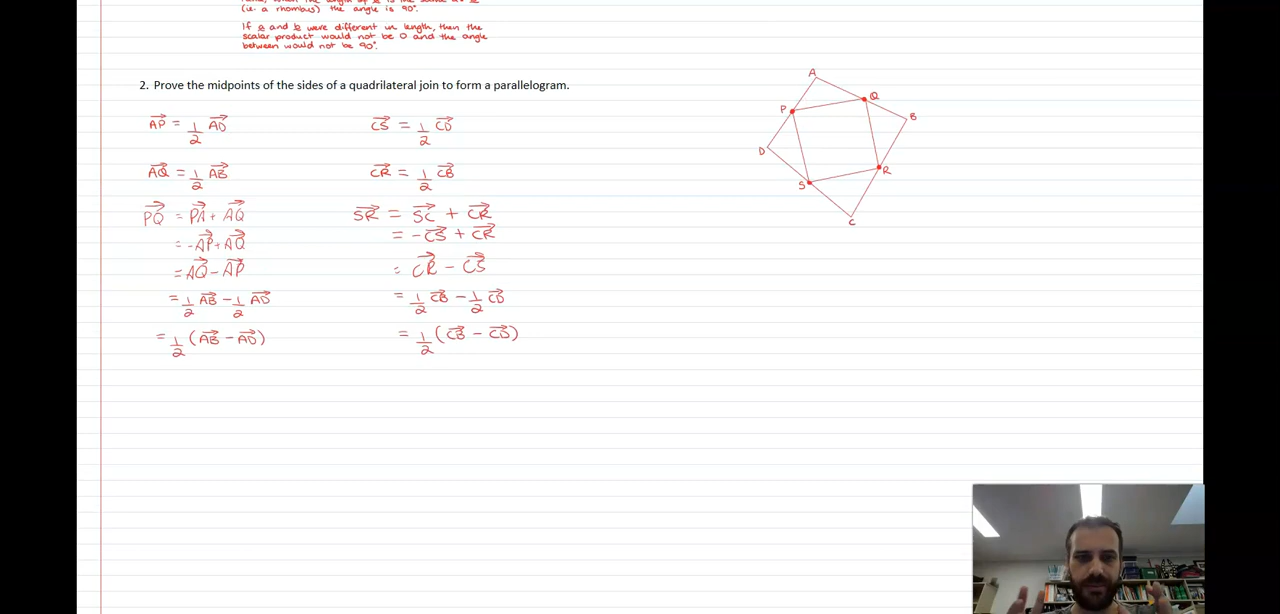 (i.e. a rhombus) the angle is 90°.
If a and b were different in length, then the
scalar product would not be 0 and the angle
between would not be 90°.
2. Prove the midpoints of the sides of a quadrilateral join to form a parallelogram.
AP = 1/2 AD
CS = 1/2 CD
AQ = 1/2 AB
CR = 1/2 CB
PQ = PA + AQ
= -AP + AQ
= AQ - AP
= 1/2 AB - 1/2 AD
= 1/2 (AB - AD)
SR = SC + CR
= -CS + CR
= CR - CS
= 1/2 CB - 1/2 CD
= 1/2 (CB - CD)
A
Q
P
B
D
R
S
C